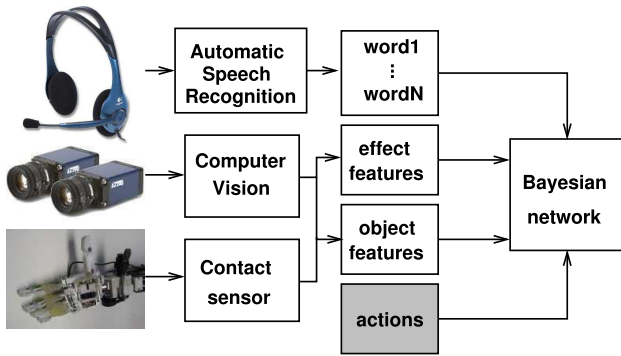 Automatic
Speech
Recognition
word1
wordN
Computer
Vision
effect
features
Bayesian
network
Contact
sensor
object
features
actions